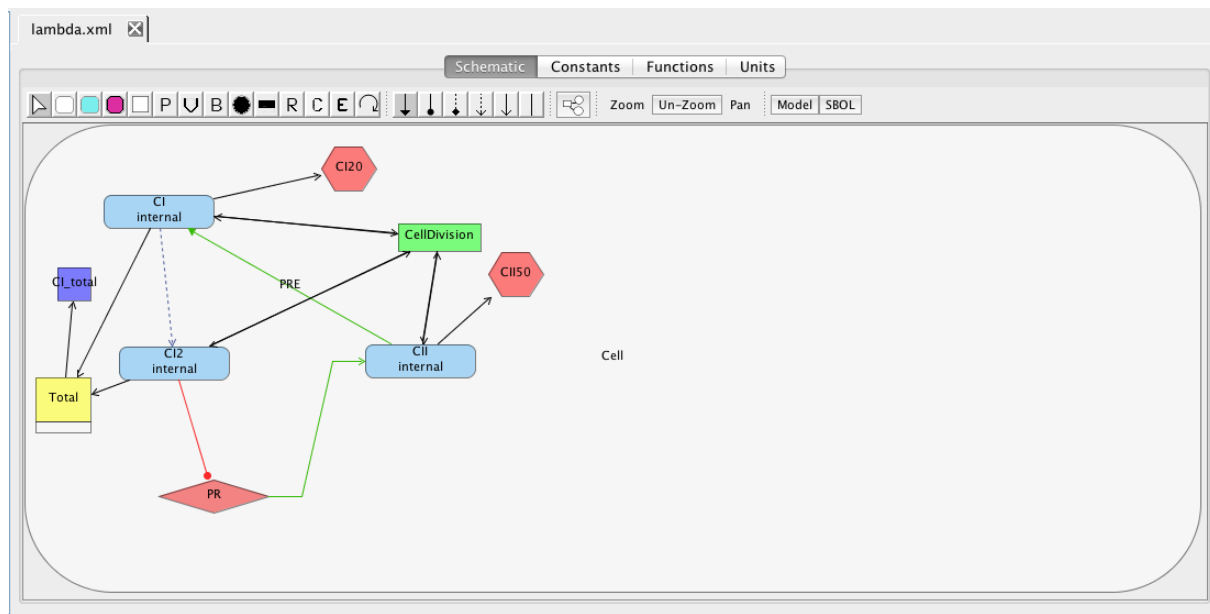 lambda.xml
Schematic Constants Functions Units
P V B R C E Zoom Un-Zoom Pan Model SBOL
CI20
CI
internal
CellDivision
CII50
CI_total
PRE
CI2
internal
CII
internal
Cell
Total
PR